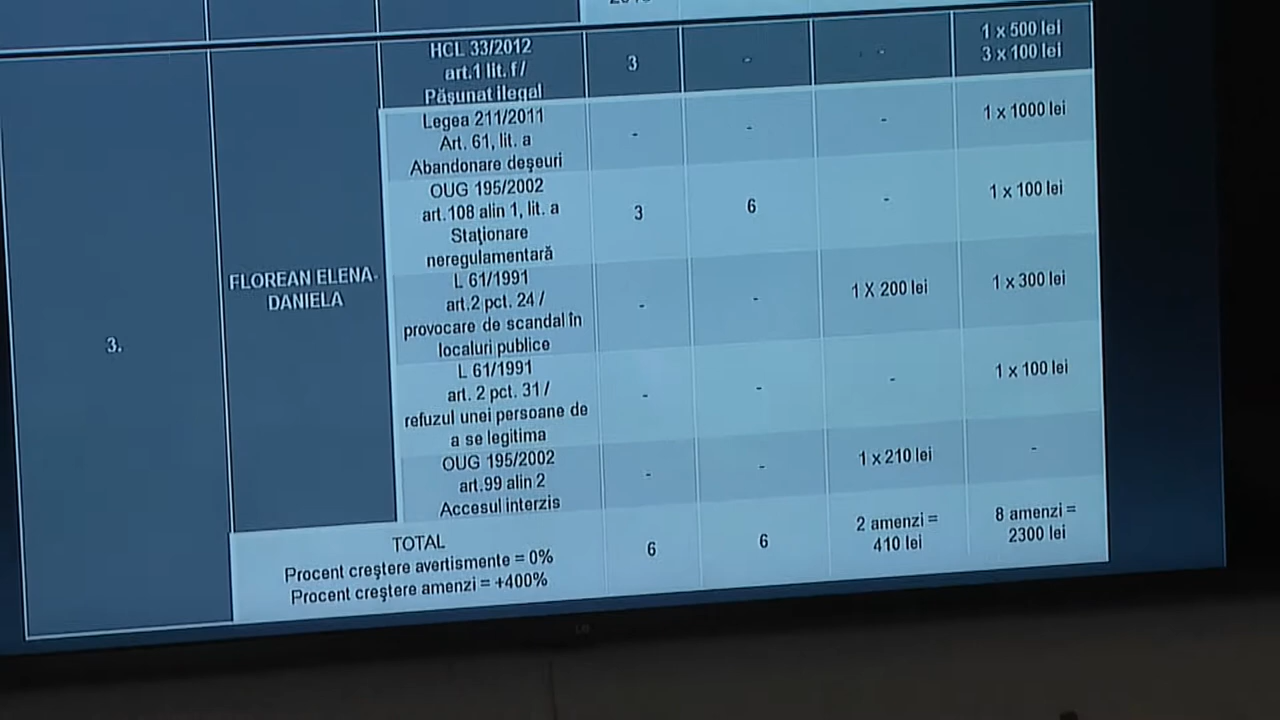 HCL 33/2012
art.1 lit. f /
Păşunat ilegal
3
-
-
1 x 500 lei
3 x 100 lei
Legea 211/2011
Art. 61, lit. a
Abandonare deşeuri
-
-
-
1 x 1000 lei
OUG 195/2002
art.108 alin 1, lit. a
Staţionare
neregulamentară
3
6
-
1 x 100 lei
3.
FLOREAN ELENA-
DANIELA
L 61/1991
art.2 pct. 24 /
provocare de scandal în
localuri publice
-
-
1 X 200 lei
1 x 300 lei
L 61/1991
art. 2 pct. 31 /
refuzul unei persoane de
a se legitima
-
-
-
1 x 100 lei
OUG 195/2002
art.99 alin 2
Accesul interzis
-
-
1 x 210 lei
-
TOTAL
Procent creştere avertismente = 0%
Procent creştere amenzi = +400%
6
6
2 amenzi =
410 lei
8 amenzi =
2300 lei
LG